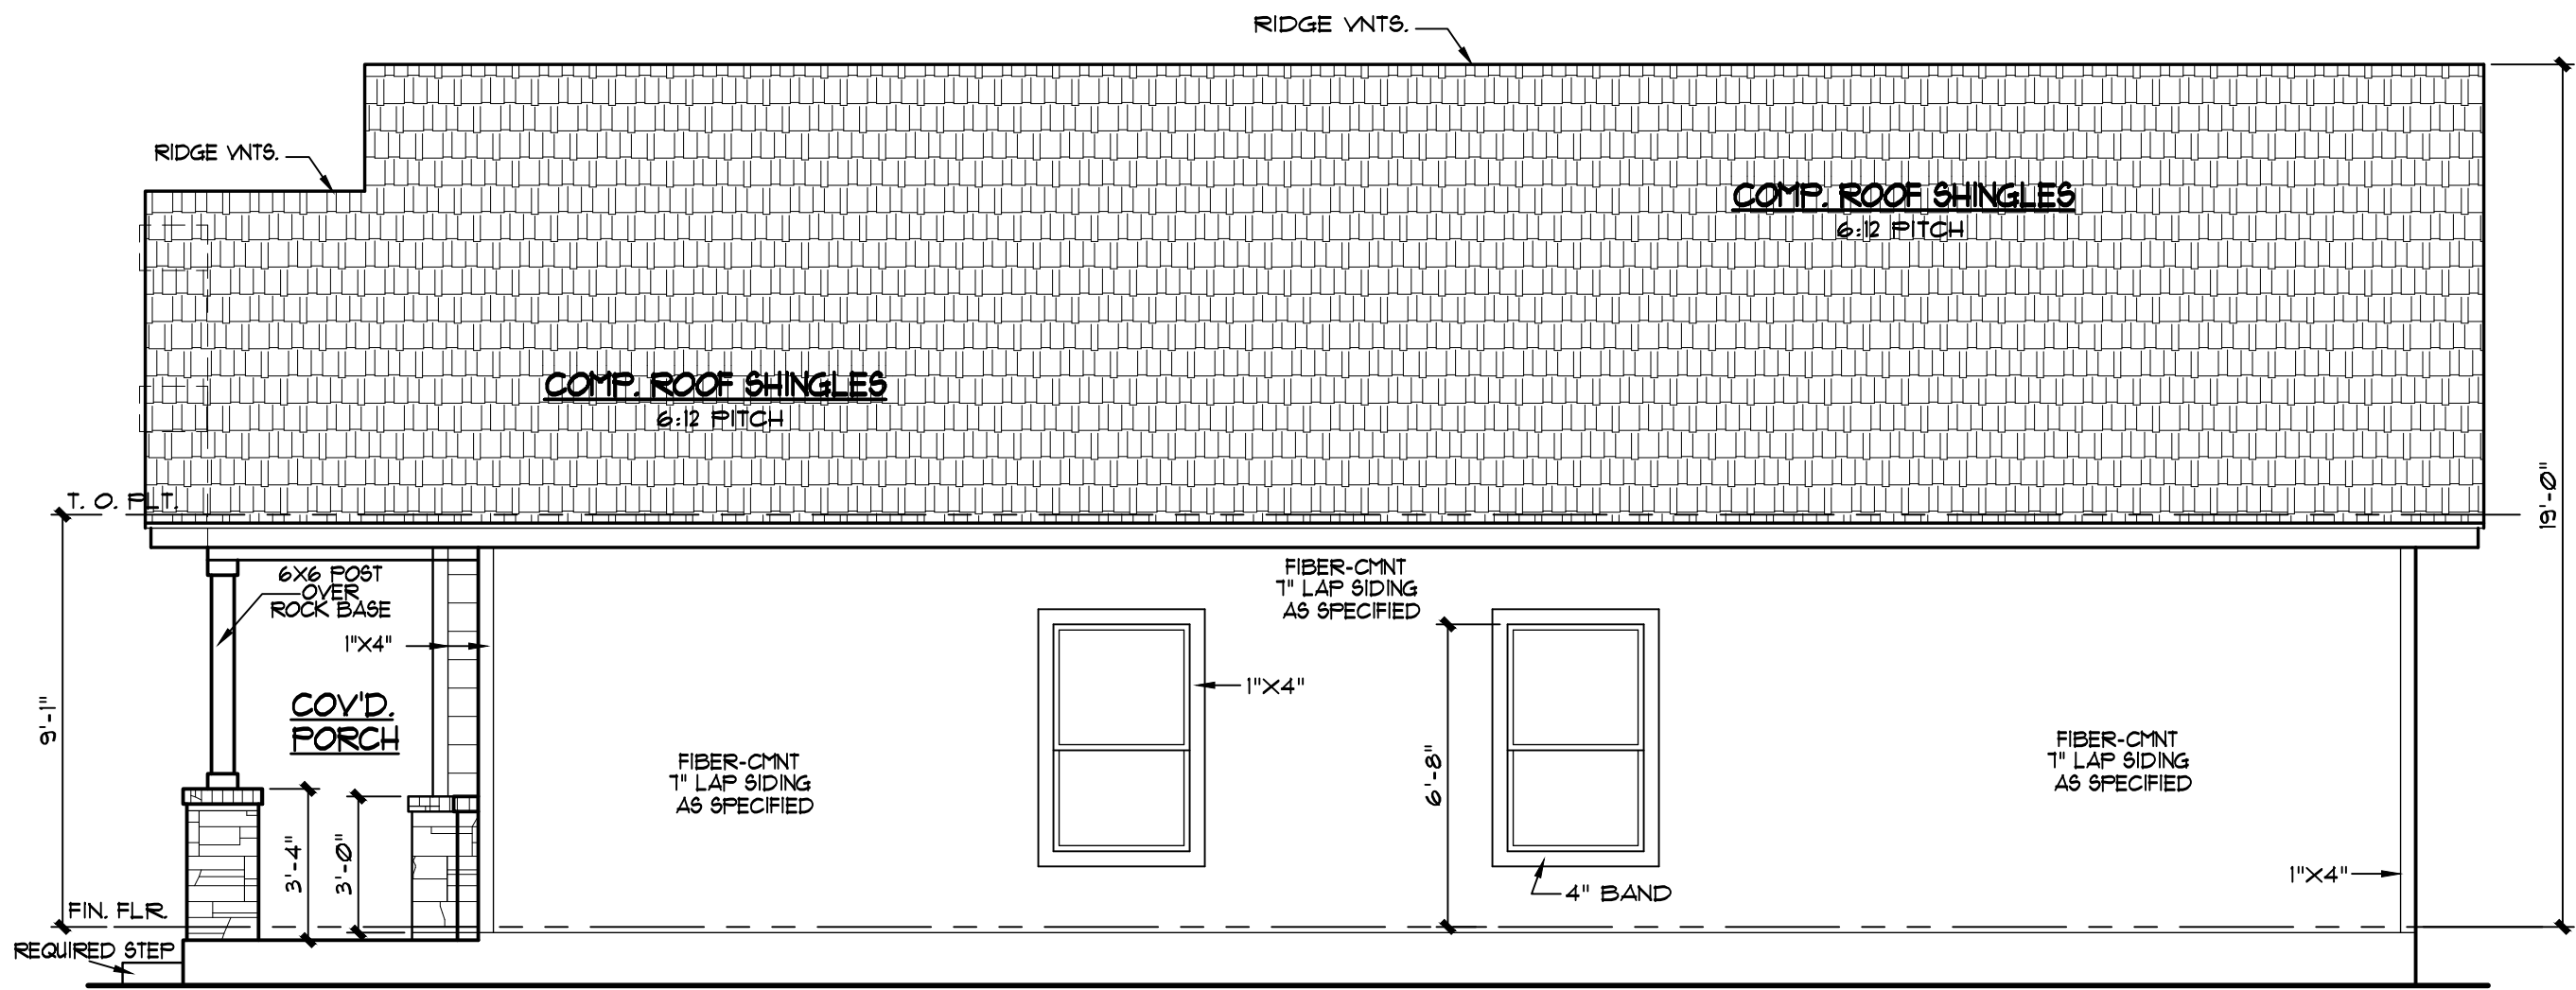 RIDGE VNTS.
RIDGE VNTS.
COMP. ROOF SHINGLES
6:12 PITCH
COMP. ROOF SHINGLES
6:12 PITCH
T. O. PLT.
19'-0"
6X6 POST
OVER
ROCK BASE
1"X4"
COV'D.
PORCH
9'-1"
FIBER-CMNT
7" LAP SIDING
AS SPECIFIED
1"X4"
FIBER-CMNT
7" LAP SIDING
AS SPECIFIED
6'-8"
FIBER-CMNT
7" LAP SIDING
AS SPECIFIED
3'-4"
3'-0"
4" BAND
1"X4"
FIN. FLR.
REQUIRED STEP